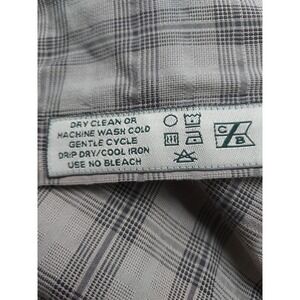 DRY CLEAN OR
MACHINE WASH COLD
GENTLE CYCLE
DRIP DRY/COOL IRON
USE NO BLEACH
C/B